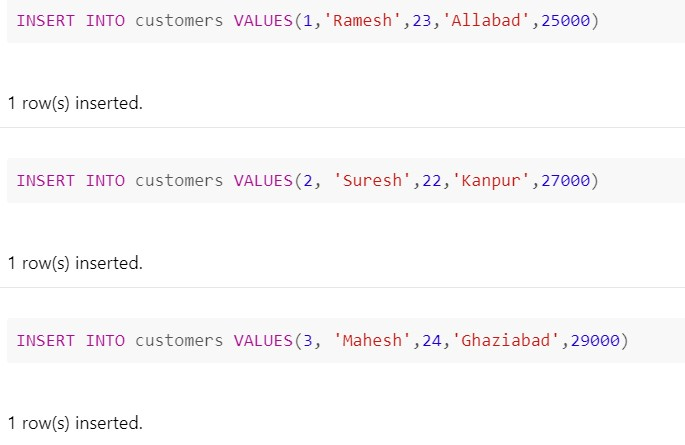 INSERT INTO customers VALUES(1,'Ramesh',23,'Allabad',25000)
1 row(s) inserted.
INSERT INTO customers VALUES(2, 'Suresh',22,'Kanpur',27000)
1 row(s) inserted.
INSERT INTO customers VALUES(3, 'Mahesh',24,'Ghaziabad',29000)
1 row(s) inserted.